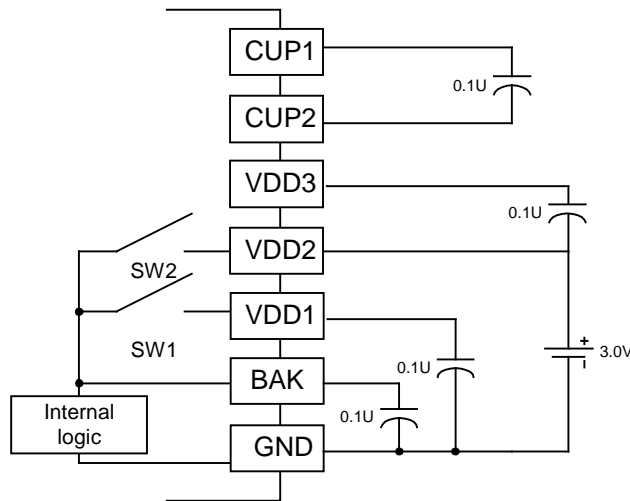 CUP1
0.1U
CUP2
VDD3
0.1U
VDD2
SW2
VDD1
SW1
+
3.0V
0.1U
BAK
0.1U
Internal
logic
GND